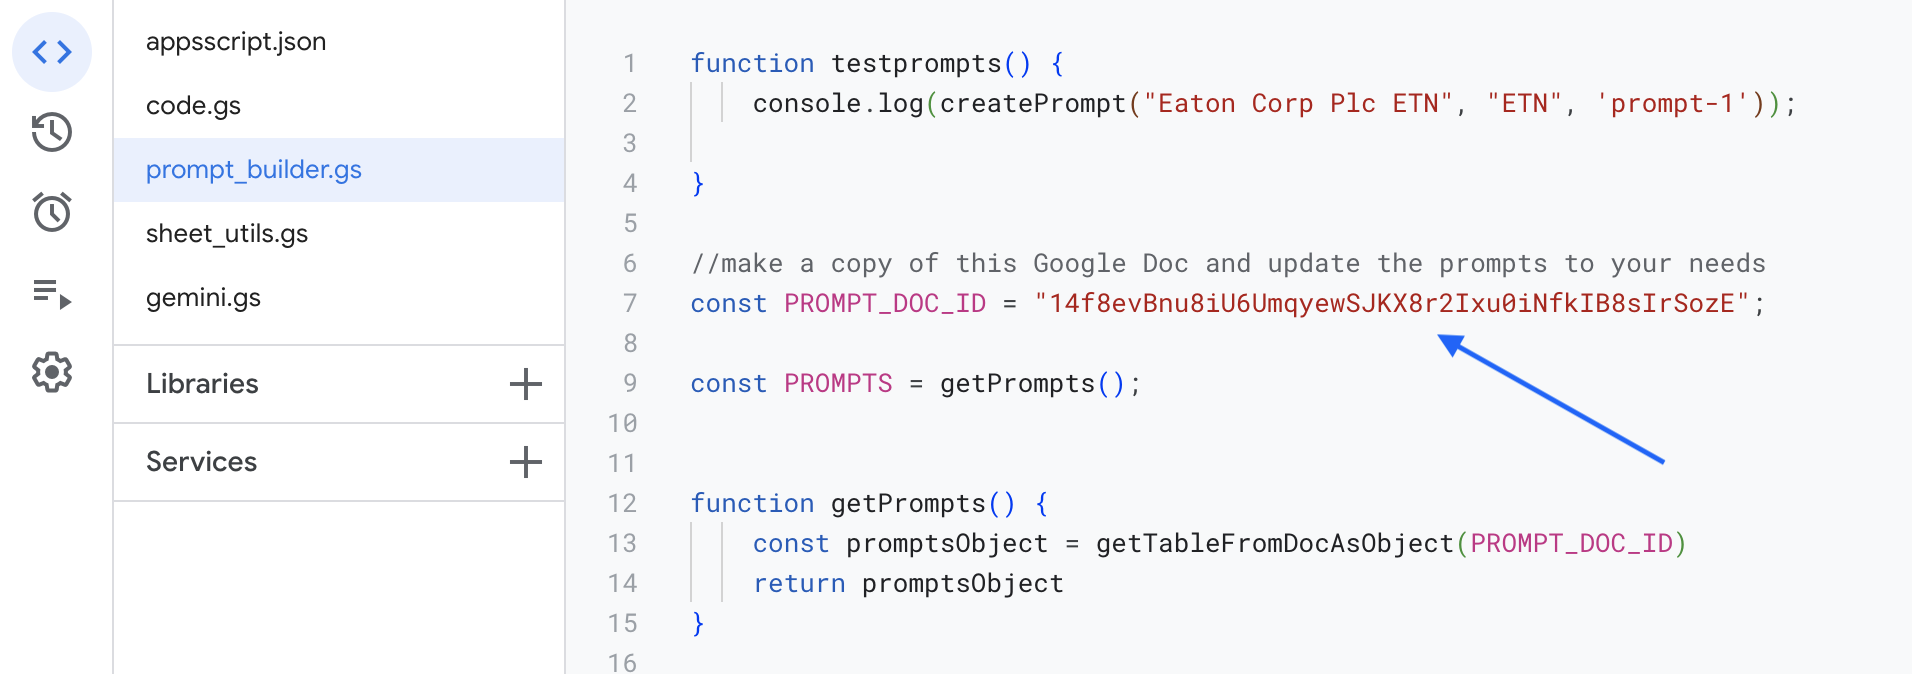 appsscript.json
code.gs
prompt_builder.gs
sheet_utils.gs
gemini.gs
Libraries
Services
1 function testprompts() {
2 console.log(createPrompt("Eaton Corp Plc ETN", "ETN", 'prompt-1'));
3
4 }
5
6 //make a copy of this Google Doc and update the prompts to your needs
7 const PROMPT_DOC_ID = "14f8evBnu8iU6UmqyewSJKX8r2Ixu0iNfkIB8sIrSozE";
8
9 const PROMPTS = getPrompts();
10
11
12 function getPrompts() {
13 const promptsObject = getTableFromDocAsObject(PROMPT_DOC_ID)
14 return promptsObject
15 }
16